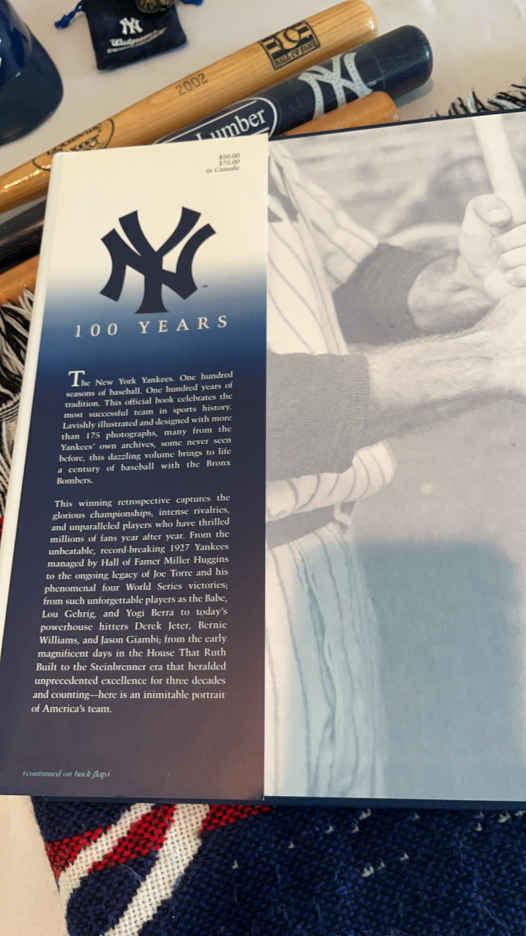 NY
2002
Lumber
$50.00
$76.00
in Canada
NY
100 YEARS
The New York Yankees. One hundred
seasons of baseball. One hundred years of
tradition. This official book celebrates the
most successful team in sports history.
Lavishly illustrated and designed with more
than 175 photographs, many from the
Yankees' own archives, some never seen
before, this dazzling volume brings to life
a century of baseball with the Bronx
Bombers.
This winning retrospective captures the
glorious championships, intense rivalries,
and unparalleled players who have thrilled
millions of fans year after year. From the
unbeatable, record-breaking 1927 Yankees
managed by Hall of Famer Miller Huggins
to the ongoing legacy of Joe Torre and his
phenomenal four World Series victories;
from such unforgettable players as the Babe,
Lou Gehrig, and Yogi Berra to today's
powerhouse hitters Derek Jeter, Bernie
Williams, and Jason Giambi; from the early
magnificent days in the House That Ruth
Built to the Steinbrenner era that heralded
unprecedented excellence for three decades
and counting—here is an inimitable portrait
of America's team.
(continued on back flap)